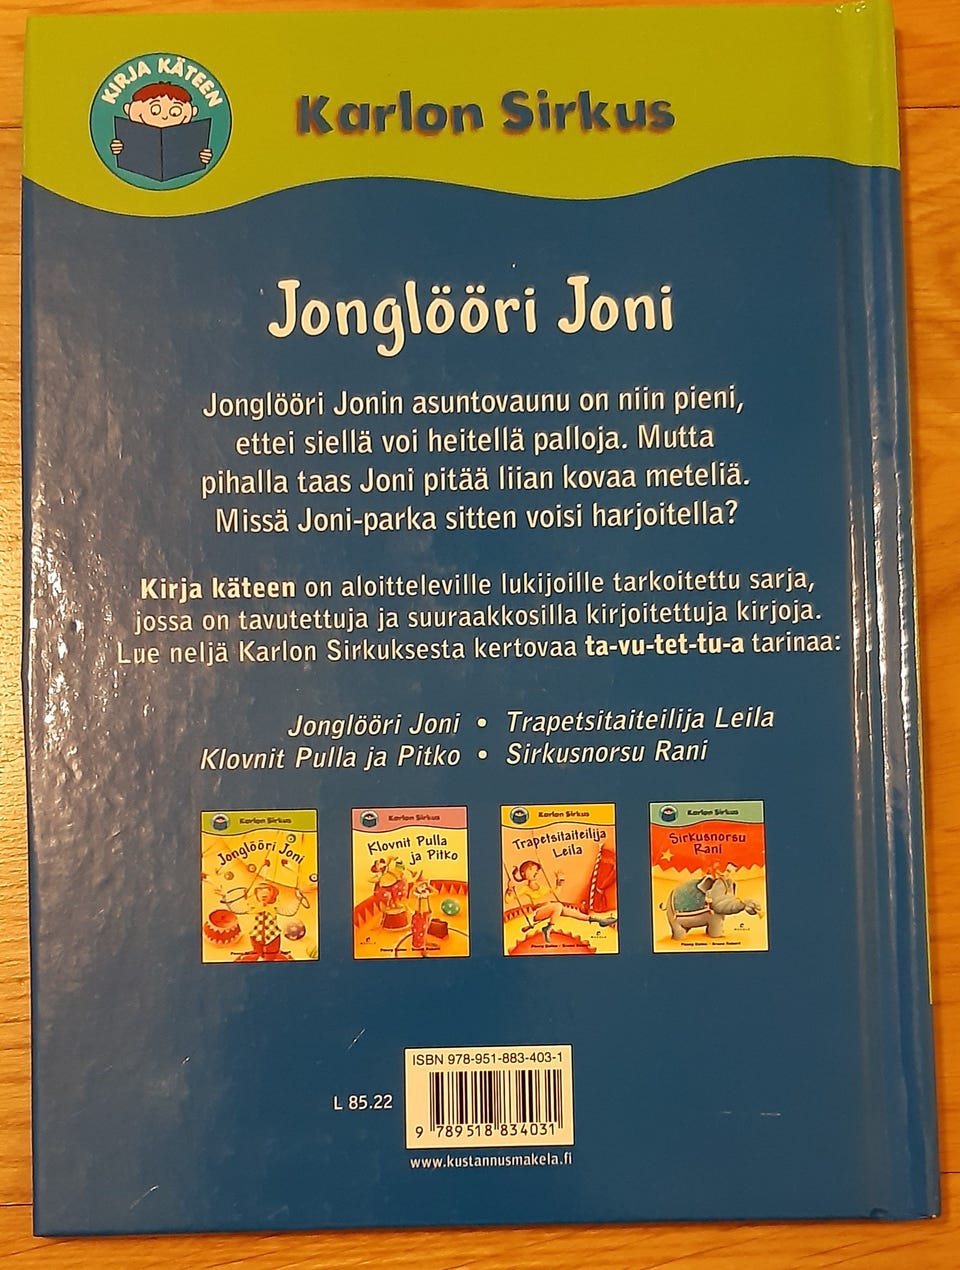 KIRJA KÄTEEN
Karlon Sirkus
Jonglööri Joni
Jonglööri Jonin asuntovaunu on niin pieni,
ettei siellä voi heitellä palloja. Mutta
pihalla taas Joni pitää liian kovaa meteliä.
Missä Joni-parka sitten voisi harjoitella?
Kirja käteen on aloitteleville lukijoille tarkoitettu sarja,
jossa on tavutettuja ja suuraakkosilla kirjoitettuja kirjoja.
Lue neljä Karlon Sirkuksesta kertovaa ta-vu-tet-tu-a tarinaa:
Jonglööri Joni • Trapetsitaiteilija Leila
Klovnit Pulla ja Pitko • Sirkusnorsu Rani
Karlon Sirkus
Jonglööri Joni
Karlon Sirkus
Klovnit Pulla
ja Pitko
Karlon Sirkus
Trapetsitaiteilija
Leila
Karlon Sirkus
Sirkusnorsu
Rani
ISBN 978-951-883-403-1
L 85.22
9 789518 834031
www.kustannusmakela.fi